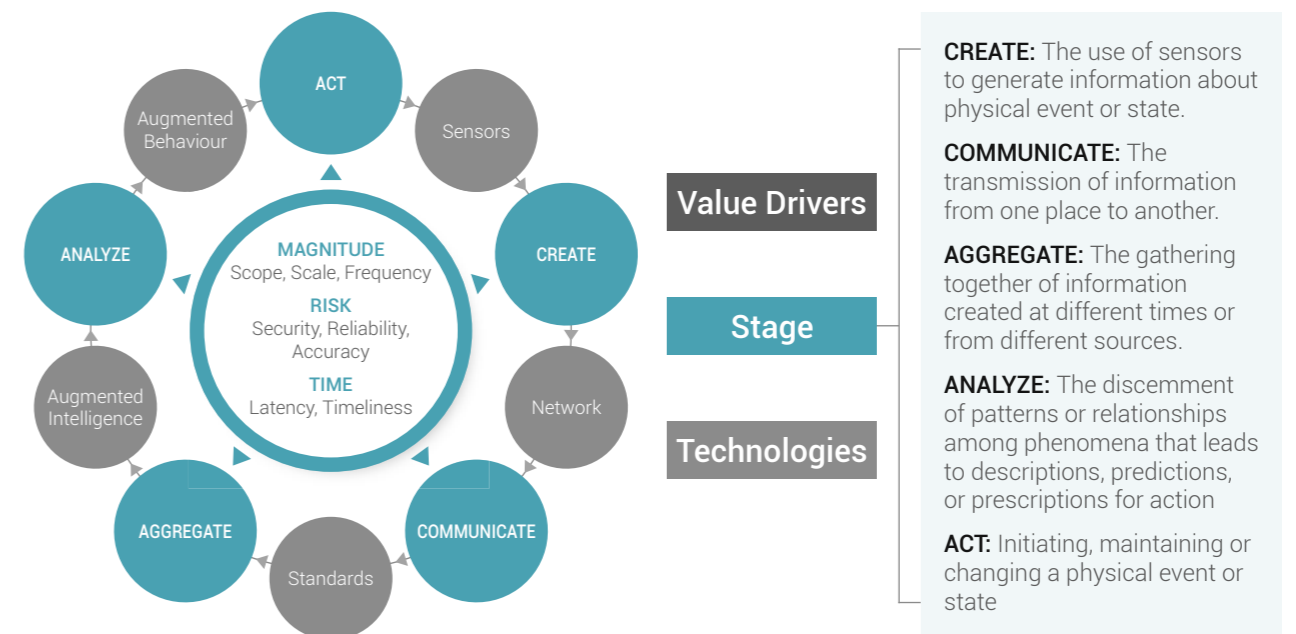 ACT
Augmented
Behaviour
Sensors
ANALYZE
CREATE
MAGNITUDE
Scope, Scale, Frequency
RISK
Security, Reliability,
Accuracy
TIME
Latency, Timeliness
Augmented
Intelligence
Network
AGGREGATE
COMMUNICATE
Standards
Value Drivers
Stage
Technologies
CREATE: The use of sensors
to generate information about
physical event or state.
COMMUNICATE: The
transmission of information
from one place to another.
AGGREGATE: The gathering
together of information
created at different times or
from different sources.
ANALYZE: The discemment
of patterns or relationships
among phenomena that leads
to descriptions, predictions,
or prescriptions for action
ACT: Initiating, maintaining or
changing a physical event or
state